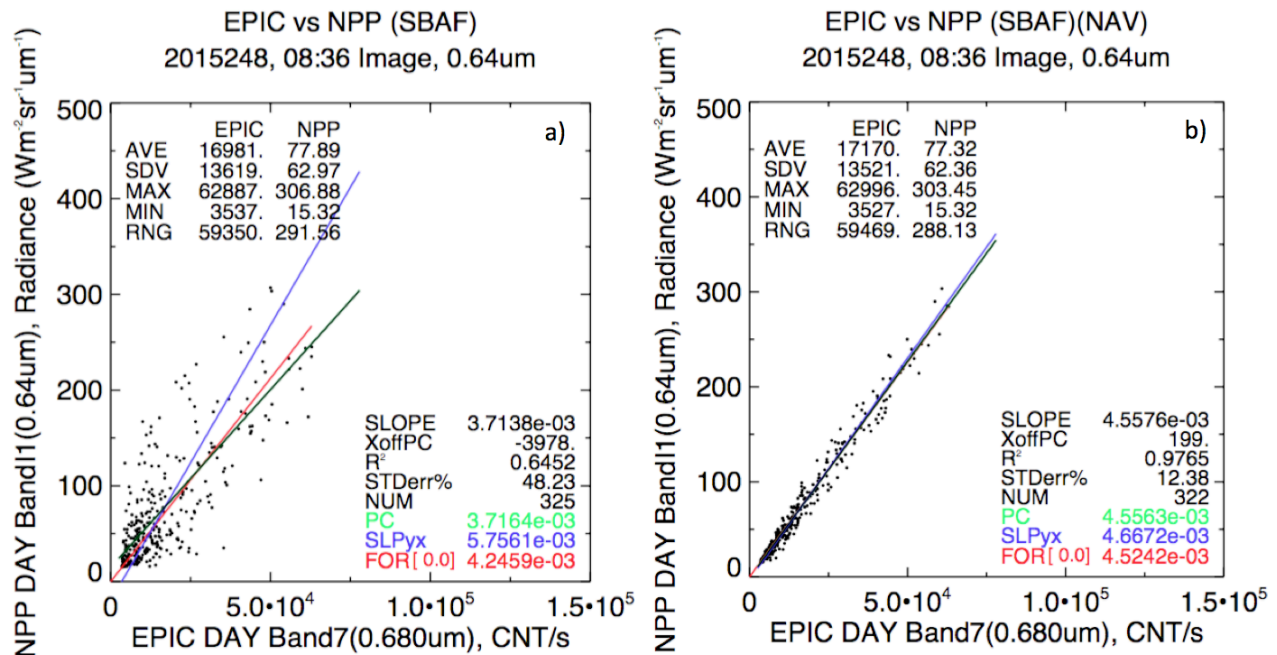 EPIC vs NPP (SBAF)
2015248, 08:36 Image, 0.64um
NPP DAY BandI1(0.64um), Radiance (Wm⁻²sr⁻¹um⁻¹)
500
400
300
200
100
0
a)
EPIC NPP
AVE 16981. 77.89
SDV 13619. 62.97
MAX 62887. 306.88
MIN 3537. 15.32
RNG 59350. 291.56
SLOPE 3.7138e-03
XoffPC -3978.
R² 0.6452
STDerr% 48.23
NUM 325
PC 3.7164e-03
SLPyx 5.7561e-03
FOR[ 0.0] 4.2459e-03
0 5.0•10⁴ 1.0•10⁵ 1.5•10⁵
EPIC DAY Band7(0.680um), CNT/s
EPIC vs NPP (SBAF)(NAV)
2015248, 08:36 Image, 0.64um
NPP DAY BandI1(0.64um), Radiance (Wm⁻²sr⁻¹um⁻¹)
500
400
300
200
100
0
b)
EPIC NPP
AVE 17170. 77.32
SDV 13521. 62.36
MAX 62996. 303.45
MIN 3527. 15.32
RNG 59469. 288.13
SLOPE 4.5576e-03
XoffPC 199.
R² 0.9765
STDerr% 12.38
NUM 322
PC 4.5563e-03
SLPyx 4.6672e-03
FOR[ 0.0] 4.5242e-03
0 5.0•10⁴ 1.0•10⁵ 1.5•10⁵
EPIC DAY Band7(0.680um), CNT/s